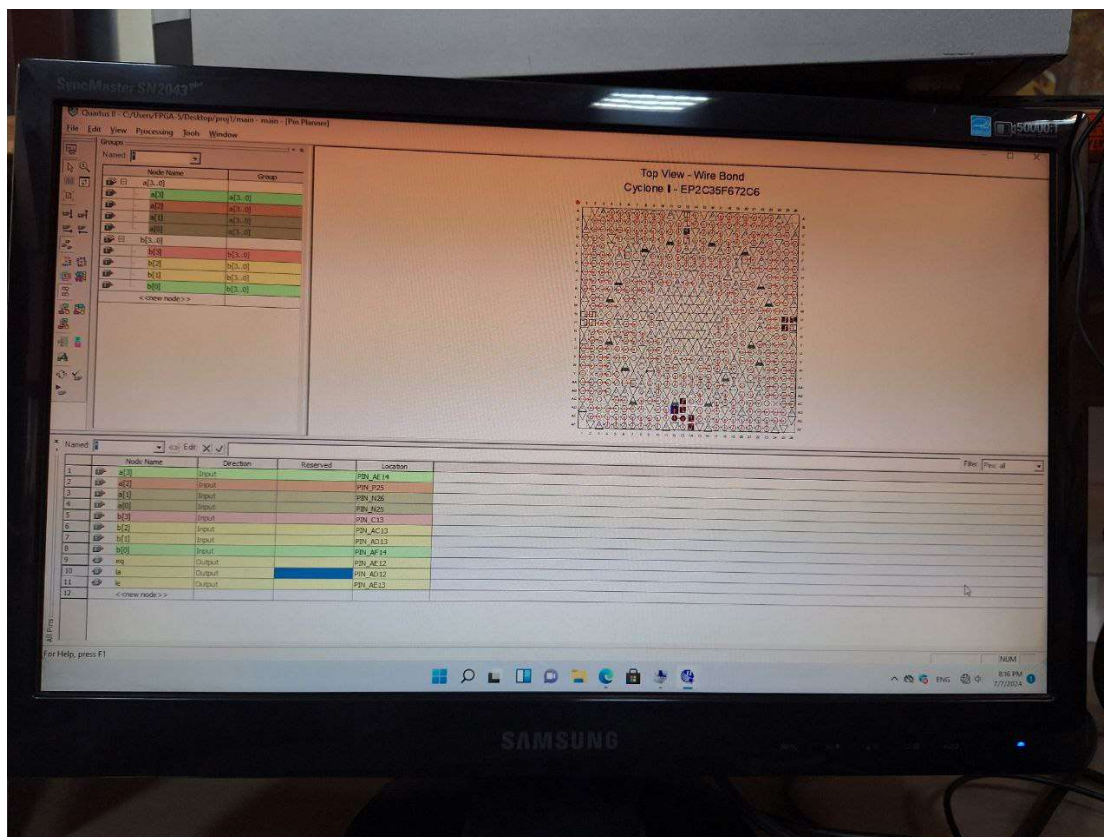 SyncMaster SN2043
50000:1
Quartus II - C:/Users/FPGA-5/Desktop/proj1/main - main - [Pin Planner]
File Edit View Processing Tools Window
Groups
Named:
Node Name Group
a[3..0]
a[3] a[3..0]
a[2] a[3..0]
a[1] a[3..0]
a[0] a[3..0]
b[3..0]
b[3] b[3..0]
b[2] b[3..0]
b[1] b[3..0]
b[0] b[3..0]
<<new node>>
Top View - Wire Bond
Cyclone II - EP2C35F672C6
Named: Edit Filter: Pins: all
Node Name Direction Reserved Location
1 a[3] Input PIN_AE14
2 a[2] Input PIN_P25
3 a[1] Input PIN_N26
4 a[0] Input PIN_N25
5 b[3] Input PIN_C13
6 b[2] Input PIN_AC13
7 b[1] Input PIN_AD13
8 b[0] Input PIN_AF14
9 eq Output PIN_AE12
10 Output PIN_AD12
11 Output PIN_AE13
12 <<new node>>
All Pins
For Help, press F1
NUM
ENG 8:16 PM
7/7/2024
SAMSUNG